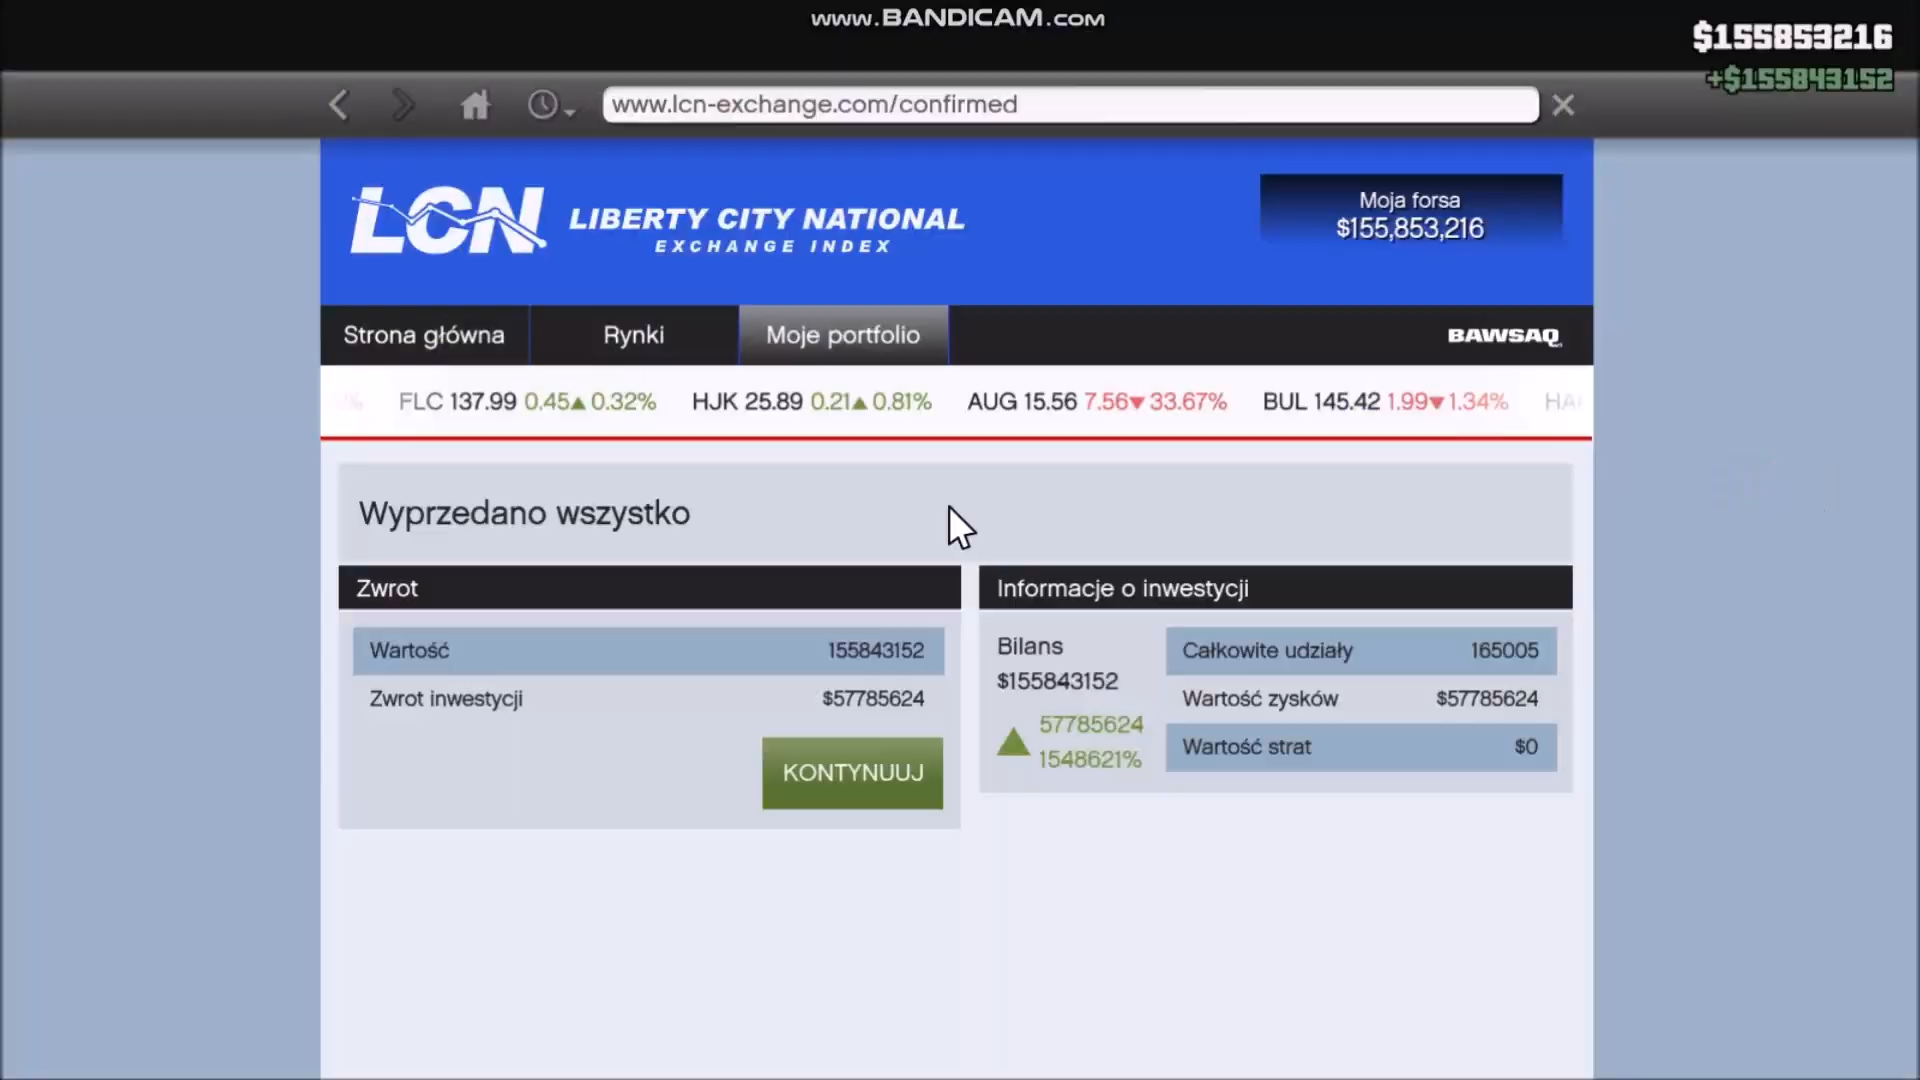 www.BANDICAM.com
$155853216
+$155843152
www.lcn-exchange.com/confirmed
LCN LIBERTY CITY NATIONAL
EXCHANGE INDEX
Moja forsa
$155,853,216
Strona główna Rynki Moje portfolio BAWSAQ
FLC 137.99 0.45▲0.32% HJK 25.89 0.21▲0.81% AUG 15.56 7.56▼33.67% BUL 145.42 1.99▼1.34%
Wyprzedano wszystko
Zwrot
Wartość 155843152
Zwrot inwestycji $57785624
KONTYNUUJ
Informacje o inwestycji
Bilans
$155843152
57785624
1548621%
Całkowite udziały 165005
Wartość zysków $57785624
Wartość strat $0